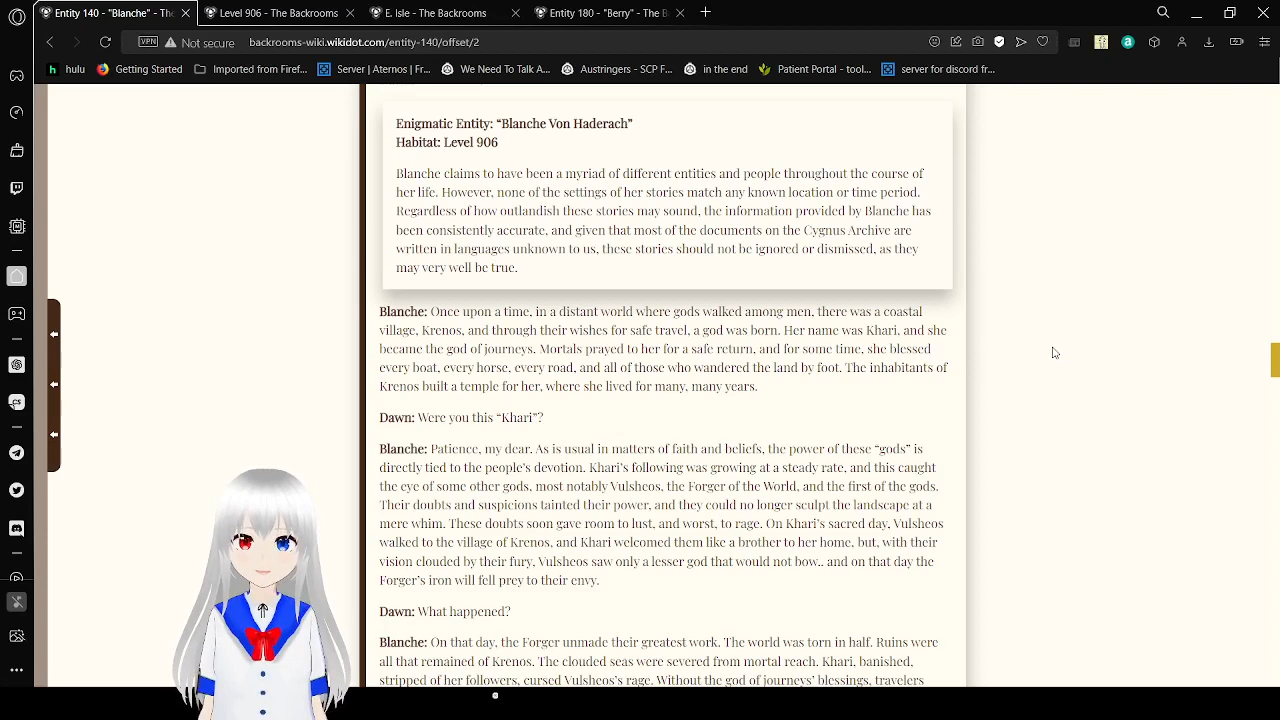 Entity 140 - "Blanche" - The
Level 906 - The Backrooms
E. Isle - The Backrooms
Entity 180 - "Berry" - The B
VPN Not secure backrooms-wiki.wikidot.com/entity-140/offset/2
hulu Getting Started Imported from Firef... Server | Aternos | Fr... We Need To Talk A... Austringers - SCP F... in the end Patient Portal - tool... server for discord fr...
Enigmatic Entity: “Blanche Von Haderach”
Habitat: Level 906
Blanche claims to have been a myriad of different entities and people throughout the course of
her life. However, none of the settings of her stories match any known location or time period.
Regardless of how outlandish these stories may sound, the information provided by Blanche has
been consistently accurate, and given that most of the documents on the Cygnus Archive are
written in languages unknown to us, these stories should not be ignored or dismissed, as they
may very well be true.
Blanche: Once upon a time, in a distant world where gods walked among men, there was a coastal
village, Krenos, and through their wishes for safe travel, a god was born. Her name was Khari, and she
became the god of journeys. Mortals prayed to her for a safe return, and for some time, she blessed
every boat, every horse, every road, and all of those who wandered the land by foot. The inhabitants of
Krenos built a temple for her, where she lived for many, many years.
Dawn: Were you this “Khari”?
Blanche: Patience, my dear. As is usual in matters of faith and beliefs, the power of these “gods” is
directly tied to the people's devotion. Khari's following was growing at a steady rate, and this caught
the eye of some other gods, most notably Vulsheos, the Forger of the World, and the first of the gods.
Their doubts and suspicions tainted their power, and they could no longer sculpt the landscape at a
mere whim. These doubts soon gave room to lust, and worst, to rage. On Khari's sacred day, Vulsheos
walked to the village of Krenos, and Khari welcomed them like a brother to her home, but, with their
vision clouded by their fury, Vulsheos saw only a lesser god that would not bow.. and on that day the
Forger's iron will fell prey to their envy.
Dawn: What happened?
Blanche: On that day, the Forger unmade their greatest work. The world was torn in half. Ruins were
all that remained of Krenos. The clouded seas were severed from mortal reach. Khari, banished,
stripped of her followers, cursed Vulsheos's rage. Without the god of journeys' blessings, travelers